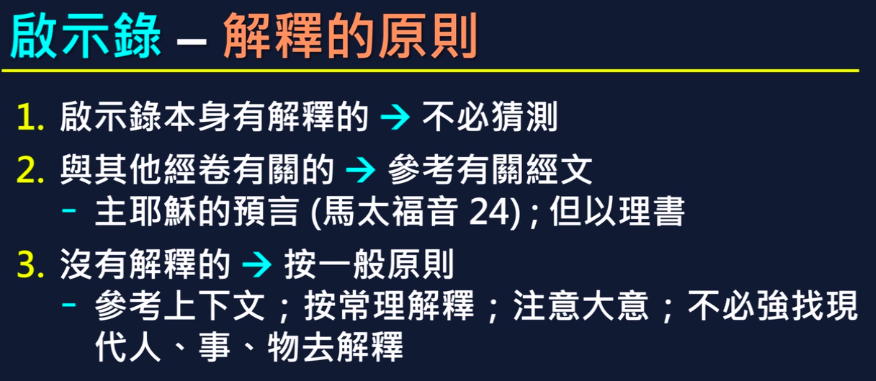 啟示錄 – 解釋的原則
1. 啟示錄本身有解釋的 → 不必猜測
2. 與其他經卷有關的 → 參考有關經文
– 主耶穌的預言 (馬太福音 24) ; 但以理書
3. 沒有解釋的 → 按一般原則
– 參考上下文；按常理解釋；注意大意；不必強找現
代人、事、物去解釋